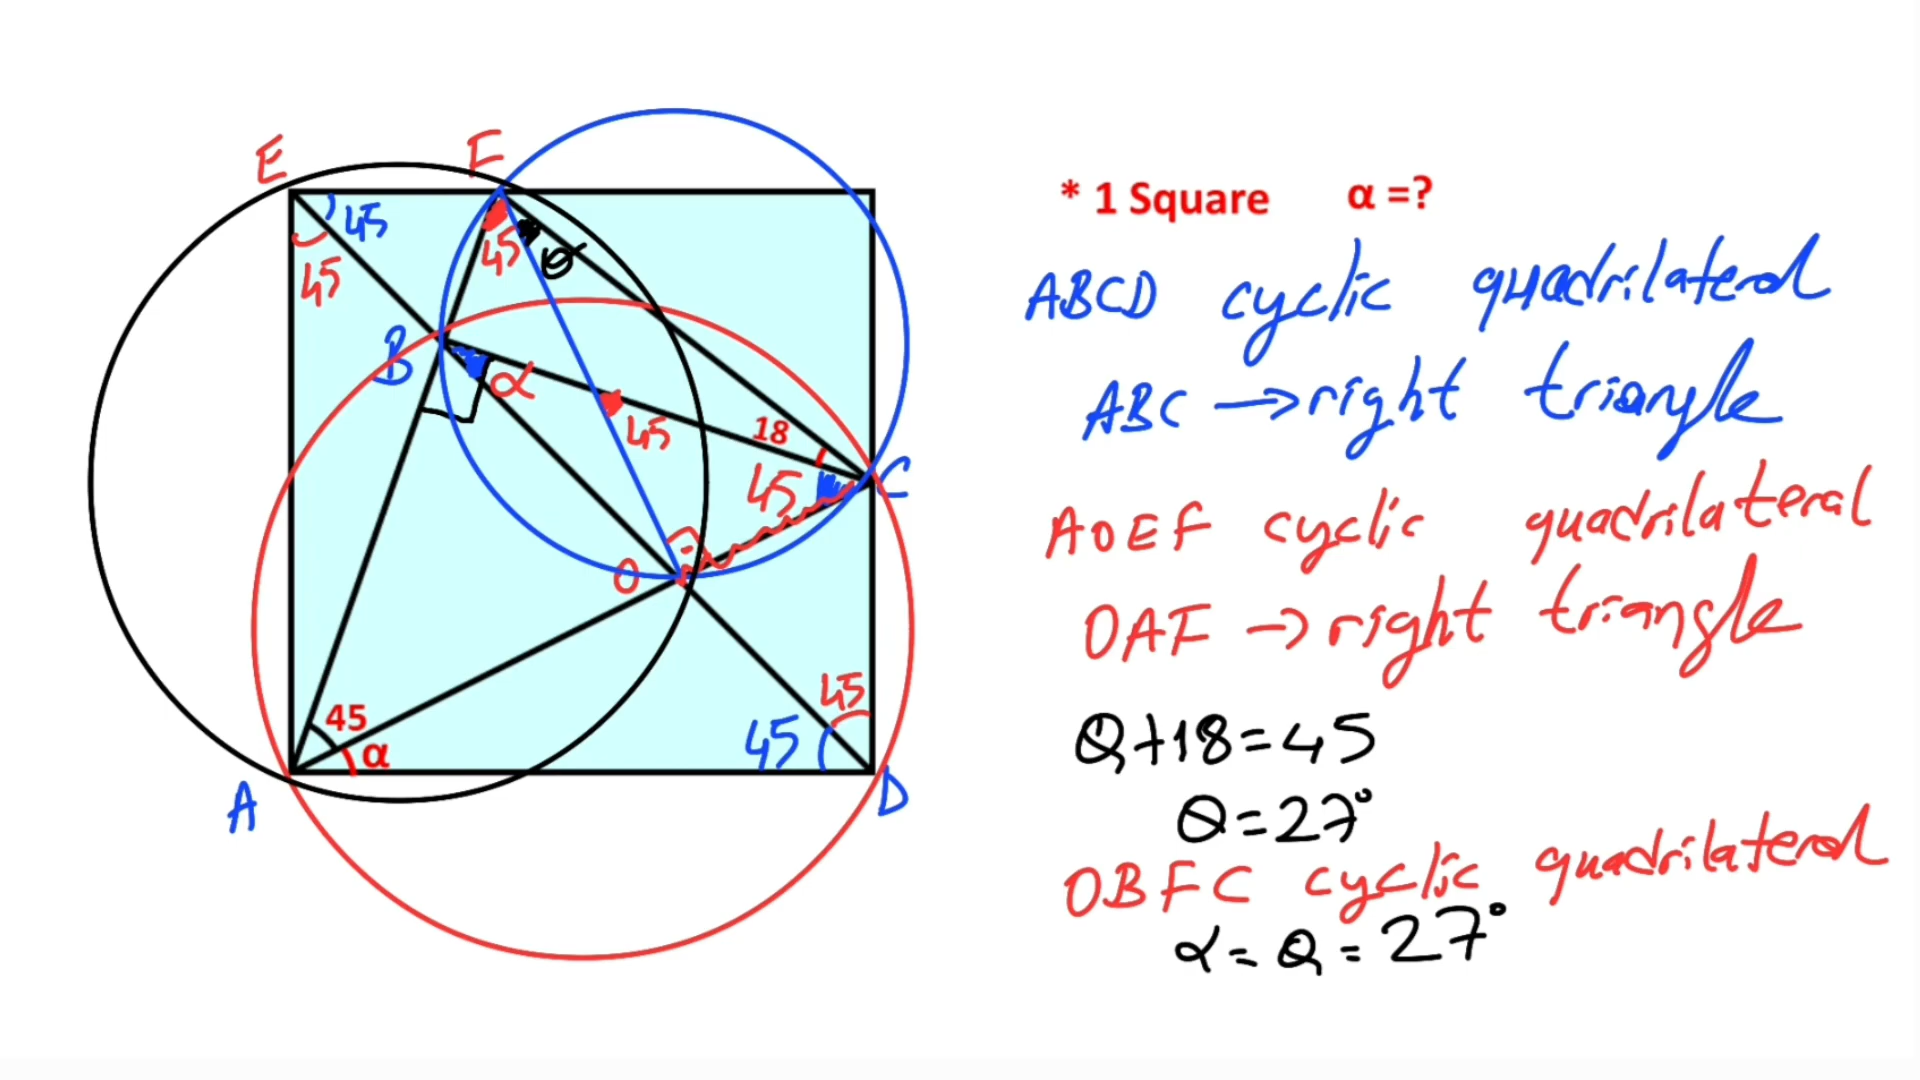 E F
* 1 Square α =?
45
45
45 θ
ABCD cyclic quadrilateral
B α
45
18
ABC → right triangle
45 C
AOEF cyclic quadrilateral
O
OAF → right triangle
45
45 α
45
θ+18=45
A D
θ=27°
OBFC cyclic quadrilateral
α = θ = 27°